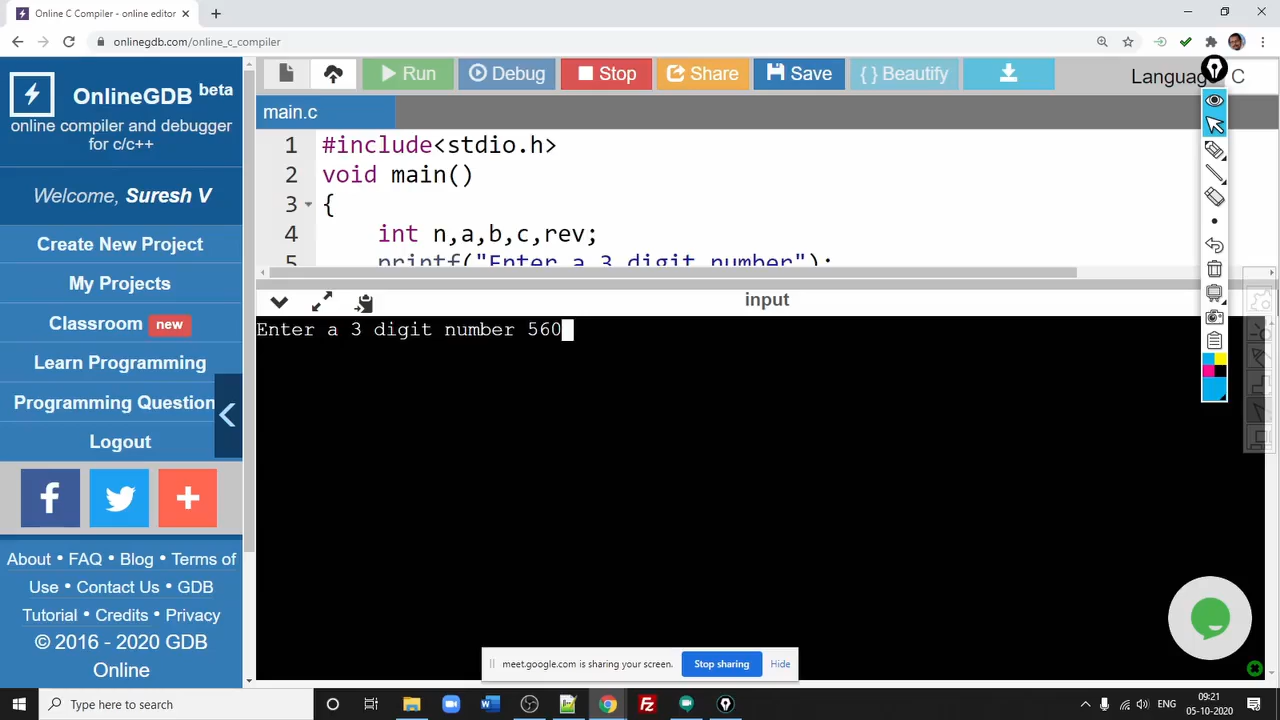 Online C Compiler - online editor
onlinegdb.com/online_c_compiler
OnlineGDB beta
online compiler and debugger
for c/c++
Welcome, Suresh V
Create New Project
My Projects
Classroom new
Learn Programming
Programming Question
Logout
About • FAQ • Blog • Terms of
Use • Contact Us • GDB
Tutorial • Credits • Privacy
© 2016 - 2020 GDB
Online
Run Debug Stop Share Save { } Beautify
Language C
main.c
1 #include<stdio.h>
2 void main()
3 {
4 int n,a,b,c,rev;
5 printf("Enter a 3 digit number");
input
Enter a 3 digit number 560
meet.google.com is sharing your screen. Stop sharing Hide
Type here to search
ENG
09:21
05-10-2020